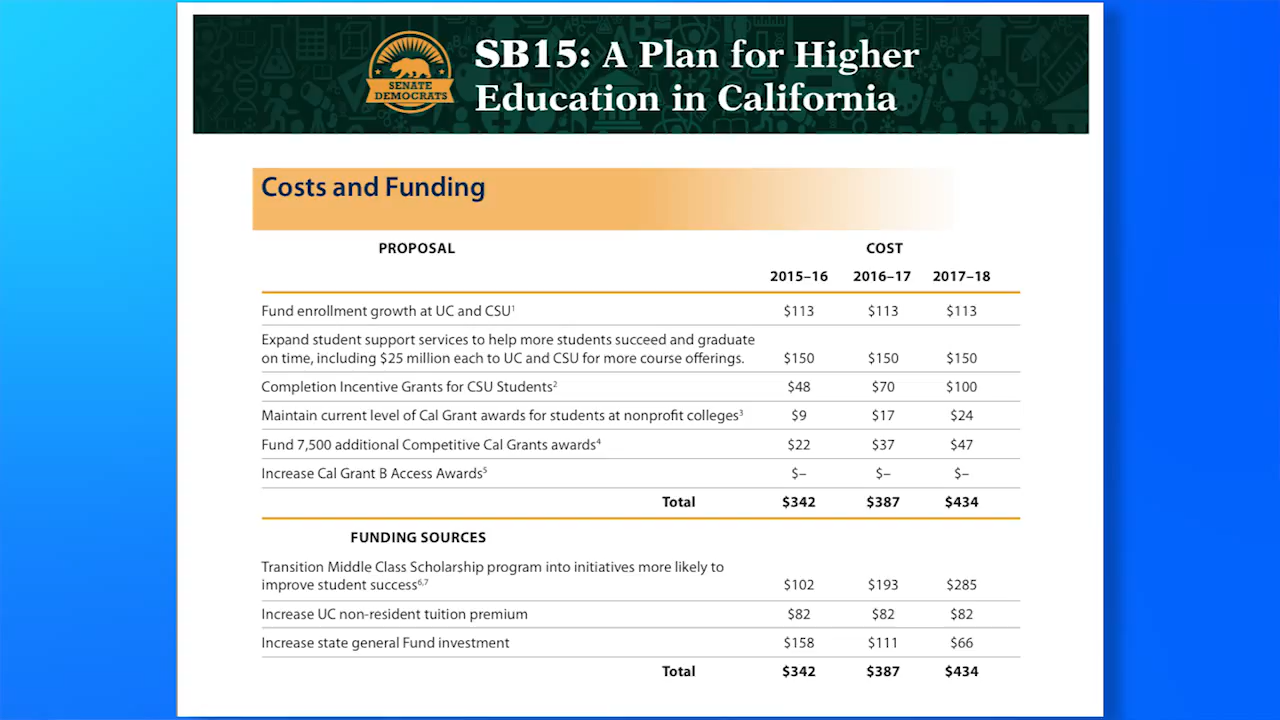 SENATE
DEMOCRATS
SB15: A Plan for Higher
Education in California
Costs and Funding
PROPOSAL COST
2015–16 2016–17 2017–18
Fund enrollment growth at UC and CSU¹ $113 $113 $113
Expand student support services to help more students succeed and graduate
on time, including $25 million each to UC and CSU for more course offerings. $150 $150 $150
Completion Incentive Grants for CSU Students² $48 $70 $100
Maintain current level of Cal Grant awards for students at nonprofit colleges³ $9 $17 $24
Fund 7,500 additional Competitive Cal Grants awards⁴ $22 $37 $47
Increase Cal Grant B Access Awards⁵ $– $– $–
Total $342 $387 $434
FUNDING SOURCES
Transition Middle Class Scholarship program into initiatives more likely to
improve student success⁶,⁷ $102 $193 $285
Increase UC non-resident tuition premium $82 $82 $82
Increase state general Fund investment $158 $111 $66
Total $342 $387 $434